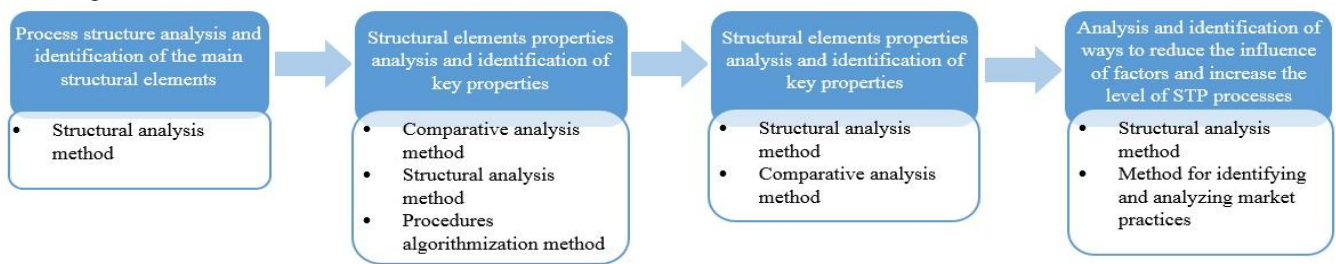 Process structure analysis and
identification of the main
structural elements
• Structural analysis
method
Structural elements properties
analysis and identification of
key properties
• Comparative analysis
method
• Structural analysis
method
• Procedures
algorithmization method
Structural elements properties
analysis and identification of
key properties
• Structural analysis
method
• Comparative analysis
method
Analysis and identification of
ways to reduce the influence
of factors and increase the
level of STP processes
• Structural analysis
method
• Method for identifying
and analyzing market
practices